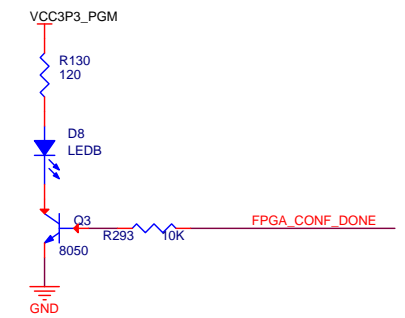 VCC3P3_PGM
R130
120
D8
LEDB
Q3
FPGA_CONF_DONE
R293
10K
8050
GND